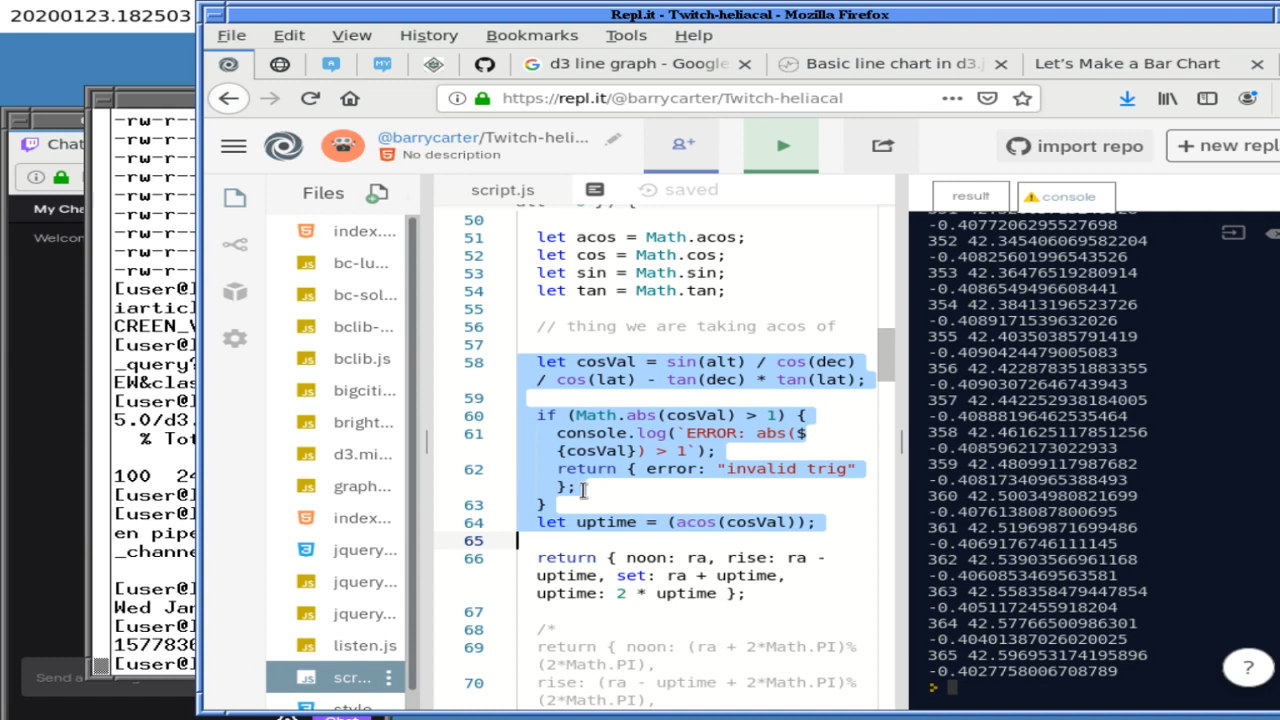 20200123.182503
Repl.it - Twitch-heliacal - Mozilla Firefox
File Edit View History Bookmarks Tools Help
d3 line graph - Google
Basic line chart in d3.j
Let's Make a Bar Chart
https://repl.it/@barrycarter/Twitch-heliacal
@barrycarter/Twitch-heli...
No description
import repo
+ new repl
Files
script.js
saved
result
console
index....
bc-lu...
bc-sol...
bclib-...
bclib.js
bigciti...
bright...
d3.mi...
graph...
index....
jquery...
jquery...
jquery...
listen.js
scr...
style
50
51 let acos = Math.acos;
52 let cos = Math.cos;
53 let sin = Math.sin;
54 let tan = Math.tan;
55
56 // thing we are taking acos of
57
58 let cosVal = sin(alt) / cos(dec)
/ cos(lat) - tan(dec) * tan(lat);
59
60 if (Math.abs(cosVal) > 1) {
61 console.log(`ERROR: abs($
{cosVal}) > 1`);
62 return { error: "invalid trig"
};
63 }
64 let uptime = (acos(cosVal));
65
66 return { noon: ra, rise: ra -
uptime, set: ra + uptime,
uptime: 2 * uptime };
67
68 /*
69 return { noon: (ra + 2*Math.PI)%
(2*Math.PI),
70 rise: (ra - uptime + 2*Math.PI)%
(2*Math.PI),
-0.4077206295527698
352 42.345406069582204
-0.40825601996543526
353 42.36476519280914
-0.4086549496608441
354 42.38413196523726
-0.4089171539632026
355 42.40350385791419
-0.4090424479005083
356 42.422878351883355
-0.40903072646743943
357 42.442252938184005
-0.40888196462535464
358 42.461625117851256
-0.4085962173022933
359 42.48099117987682
-0.40817340965388493
360 42.50034980821699
-0.4076138087800695
361 42.51969871699486
-0.4069176746111145
362 42.53903566961168
-0.4060853469563581
363 42.558358479447854
-0.4051172455918204
364 42.57766500986301
-0.40401387026020025
365 42.596953174195896
-0.40277580067087​89
>
?
Chat
My Cha
Welcon
Send a
-rw-r--
-rw-r--
-rw-r--
-rw-r--
-rw-r--
-rw-r--
-rw-r--
-rw-r--
-rw-r--
[user@
iarticl
CREEN_
[user@
_query?
EW&clas
[user@
5.0/d3.
% Tot
100 24
[user@
[user@
en pipe
_channe
[user@
Wed Jan
[user@
1577836
[user@